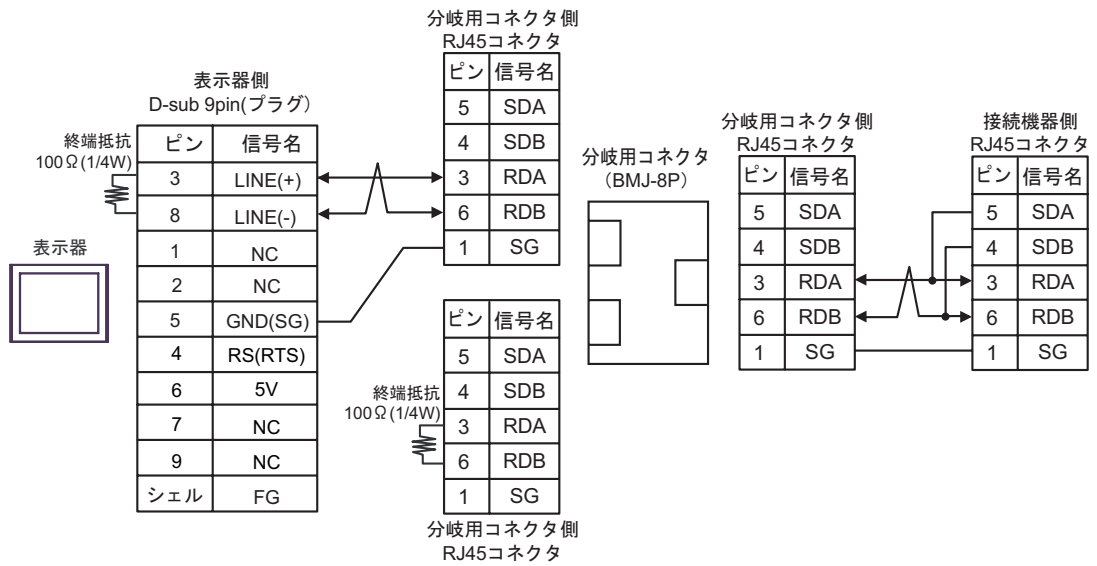 分岐用コネクタ側
RJ45コネクタ
ピン 信号名
5 SDA
4 SDB
3 RDA
6 RDB
1 SG
表示器側
D-sub 9pin(プラグ)
終端抵抗
100Ω(1/4W)
ピン 信号名
3 LINE(+)
8 LINE(-)
1 NC
2 NC
5 GND(SG)
4 RS(RTS)
6 5V
7 NC
9 NC
シェル FG
表示器
ピン 信号名
5 SDA
4 SDB
3 RDA
6 RDB
1 SG
終端抵抗
100Ω(1/4W)
分岐用コネクタ側
RJ45コネクタ
分岐用コネクタ
(BMJ-8P)
分岐用コネクタ側
RJ45コネクタ
ピン 信号名
5 SDA
4 SDB
3 RDA
6 RDB
1 SG
接続機器側
RJ45コネクタ
ピン 信号名
5 SDA
4 SDB
3 RDA
6 RDB
1 SG